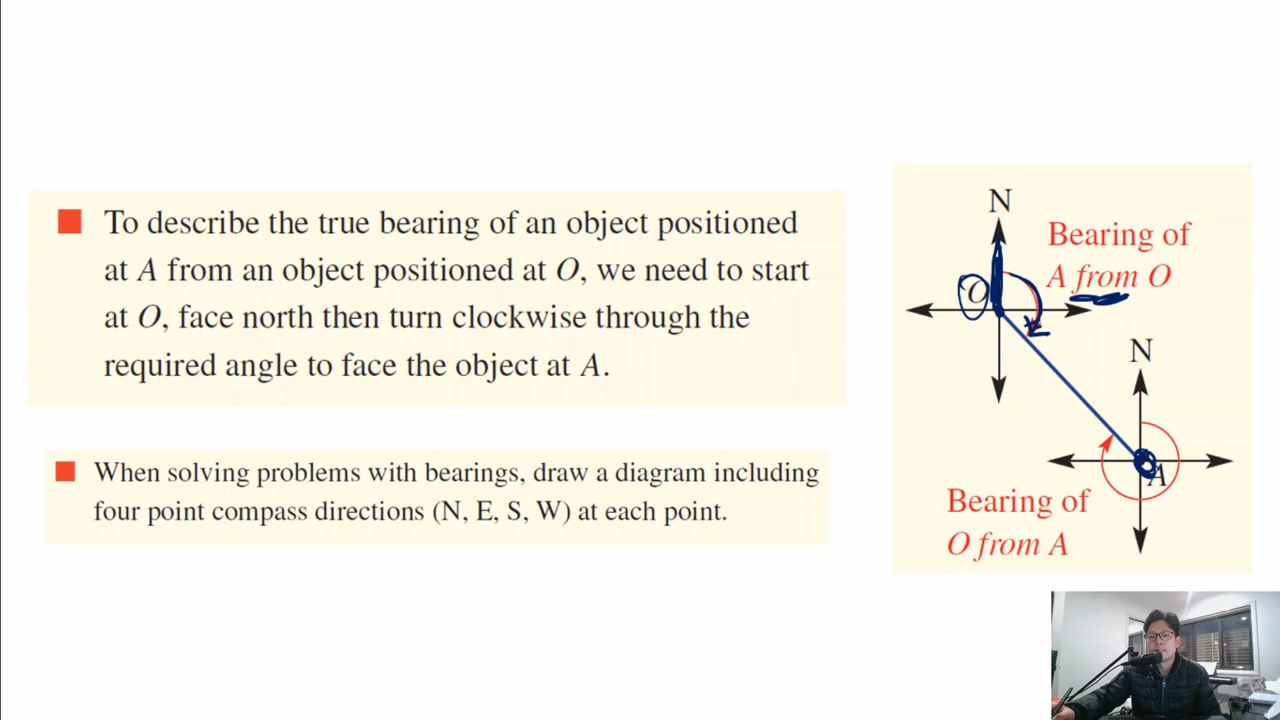 To describe the true bearing of an object positioned
at A from an object positioned at O, we need to start
at O, face north then turn clockwise through the
required angle to face the object at A.
When solving problems with bearings, draw a diagram including
four point compass directions (N, E, S, W) at each point.
N
Bearing of
A from O
O
N
A
Bearing of
O from A